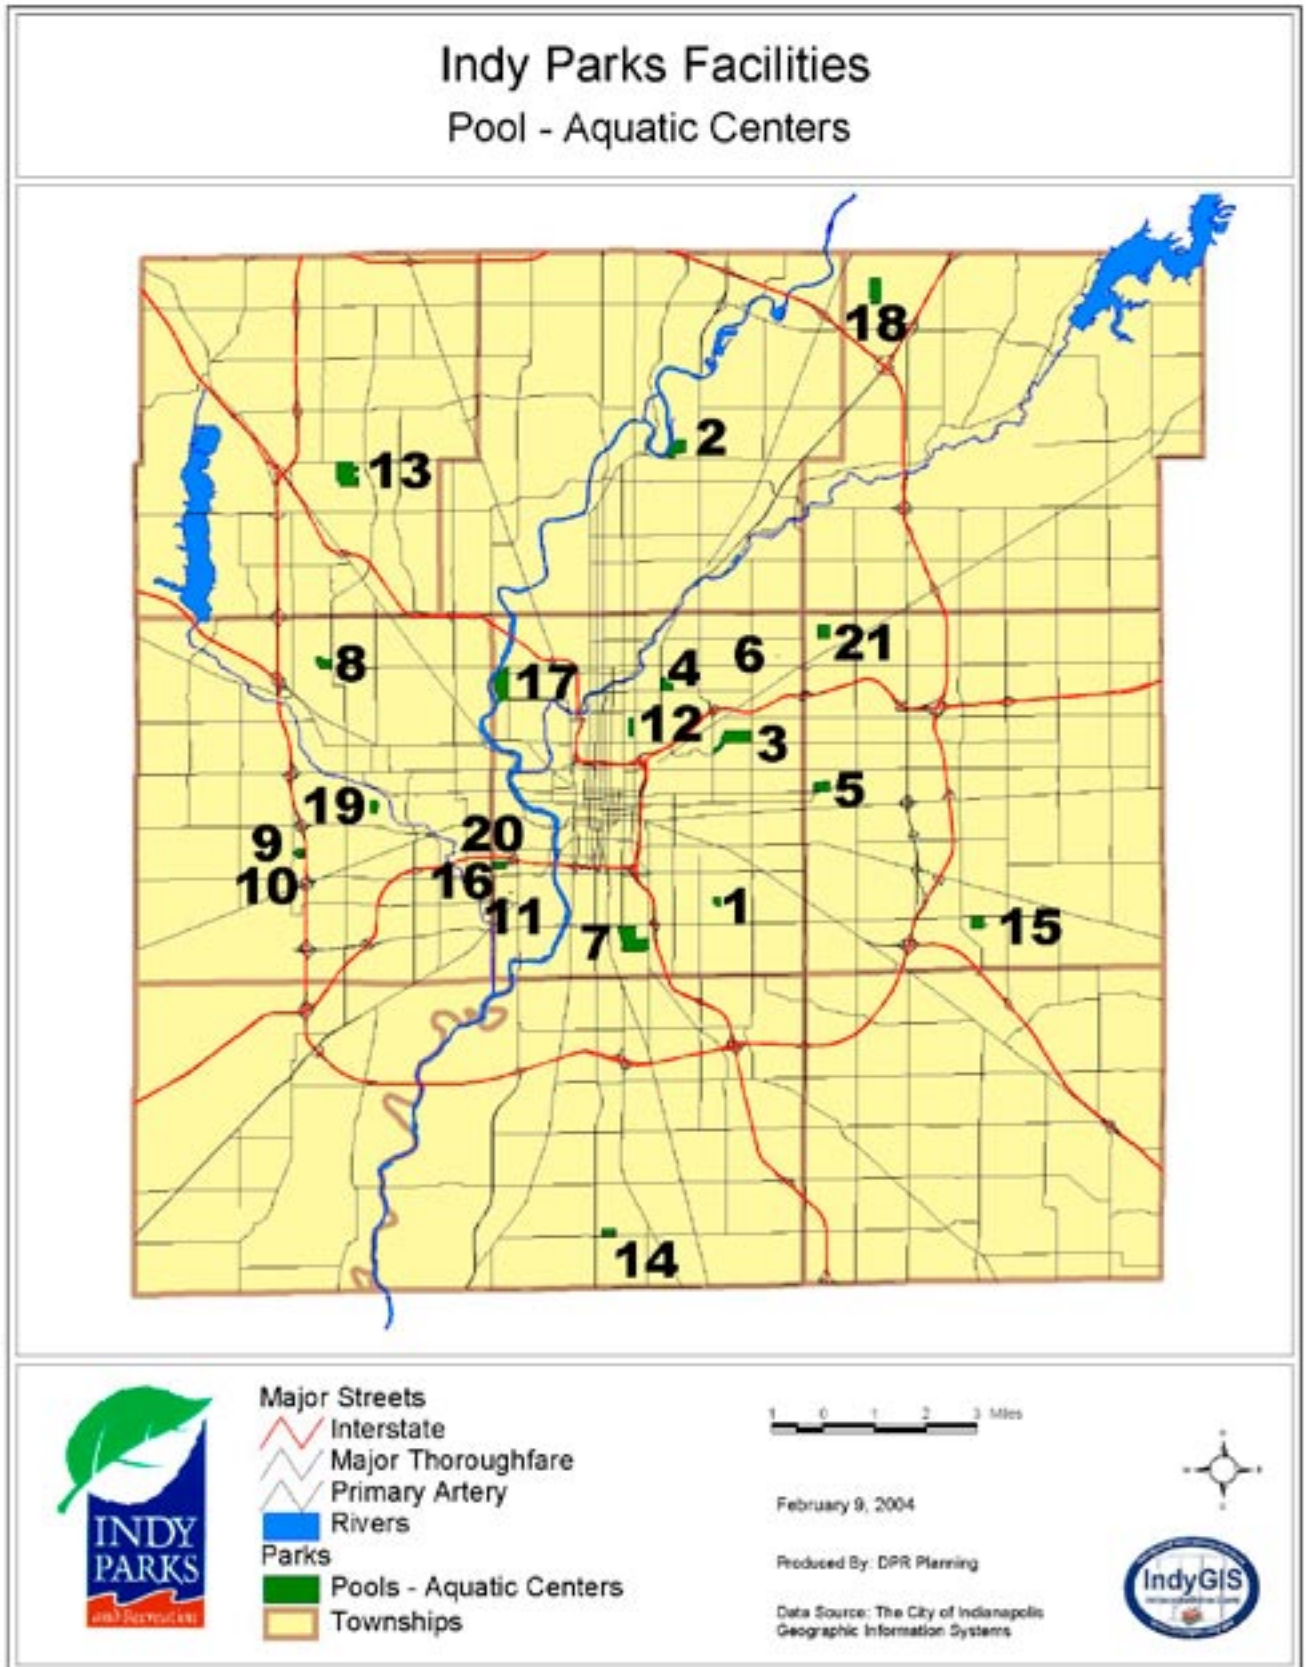 Indy Parks Facilities
Pool - Aquatic Centers
18
2
13
21
8
6
4
17
12
3
5
19
20
9
16
10
11
1
7
15
14
Major Streets
Interstate
Major Thoroughfare
Primary Artery
Rivers
Parks
Pools - Aquatic Centers
Townships
INDY
PARKS
and Recreation
1 0 1 2 3 Miles
February 9, 2004
Produced By: DPR Planning
Data Source: The City of Indianapolis
Geographic Information Systems
IndyGIS